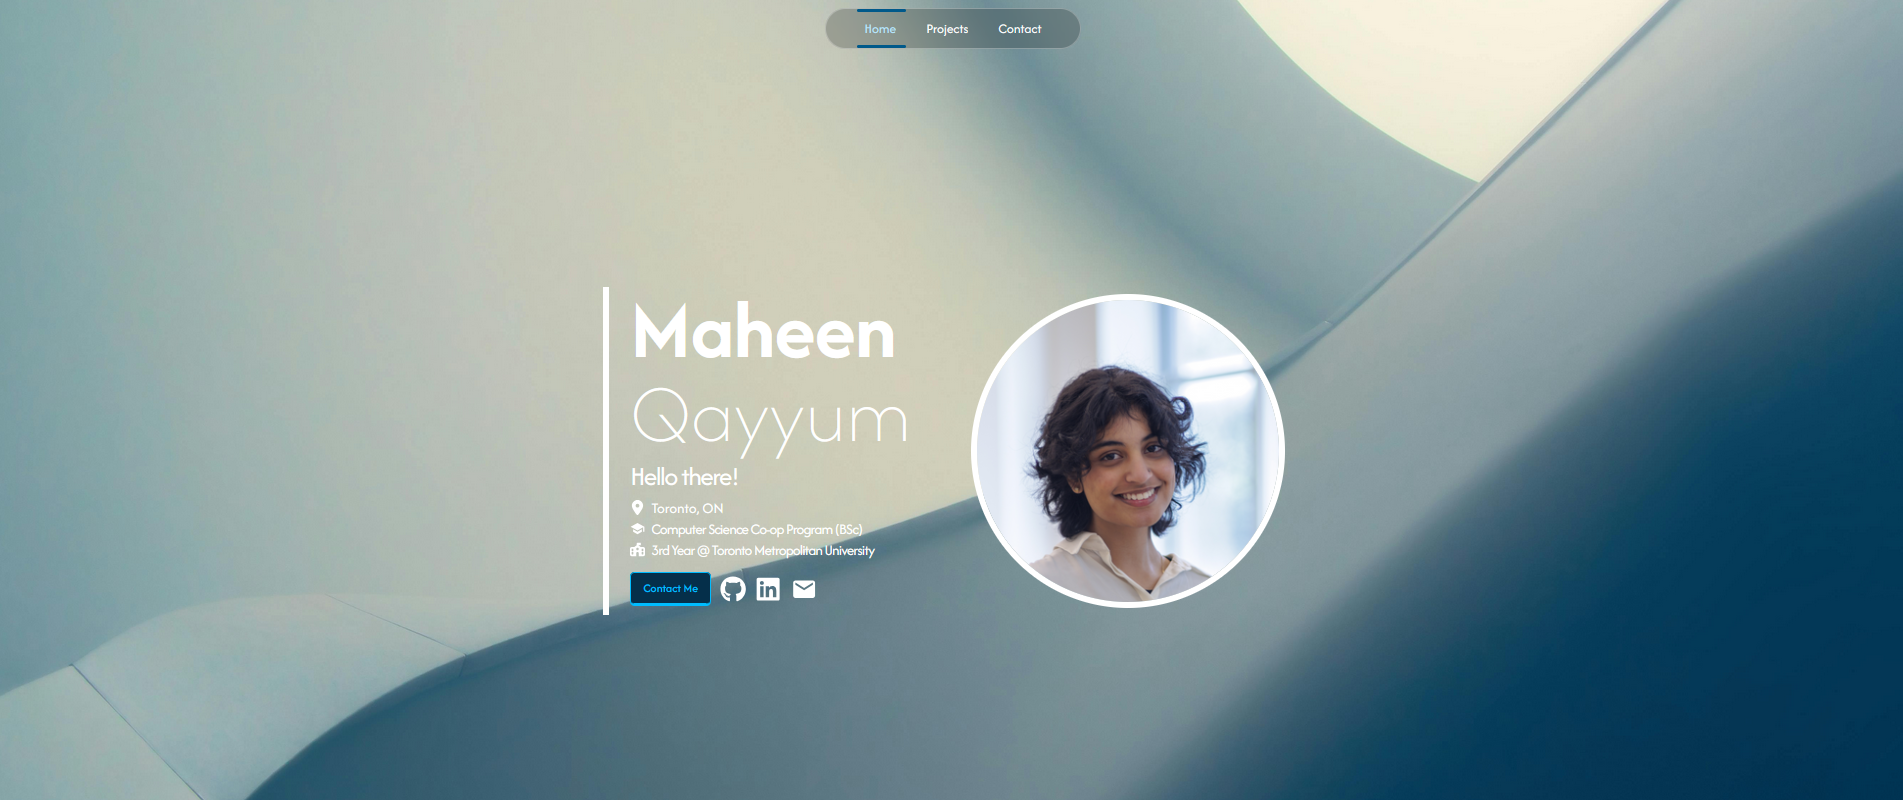 Home Projects Contact
Maheen
Qayyum
Hello there!
Toronto, ON
Computer Science Co-op Program (BSc)
3rd Year @ Toronto Metropolitan University
Contact Me in